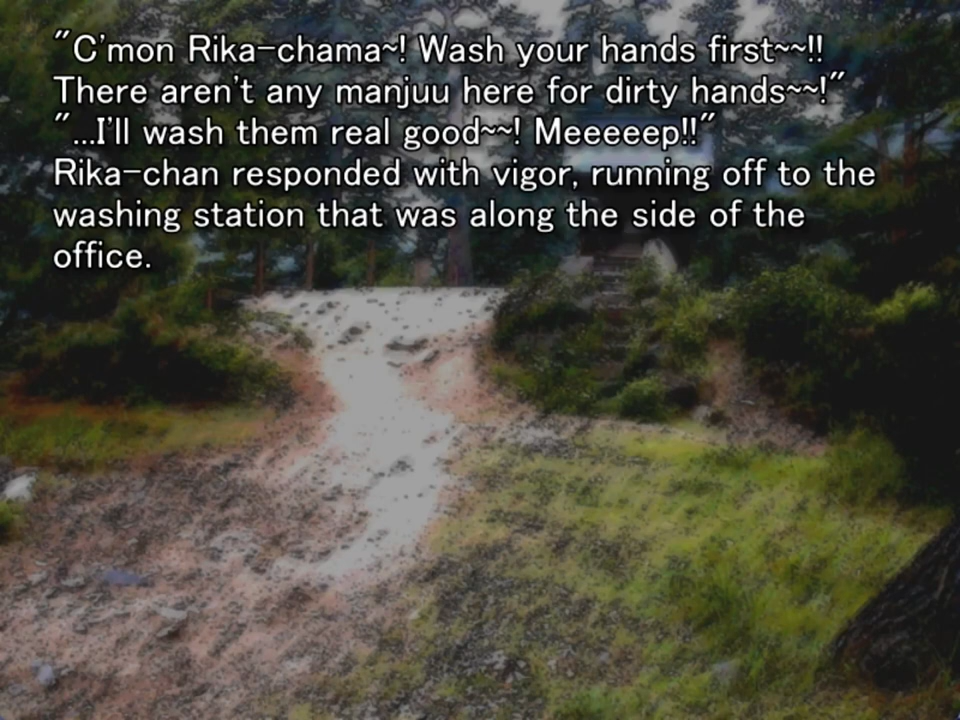 "C'mon Rika-chama~! Wash your hands first~~!!
There aren't any manjuu here for dirty hands~~!"
"...I'll wash them real good~~! Meeeeep!!"
Rika-chan responded with vigor, running off to the
washing station that was along the side of the
office.